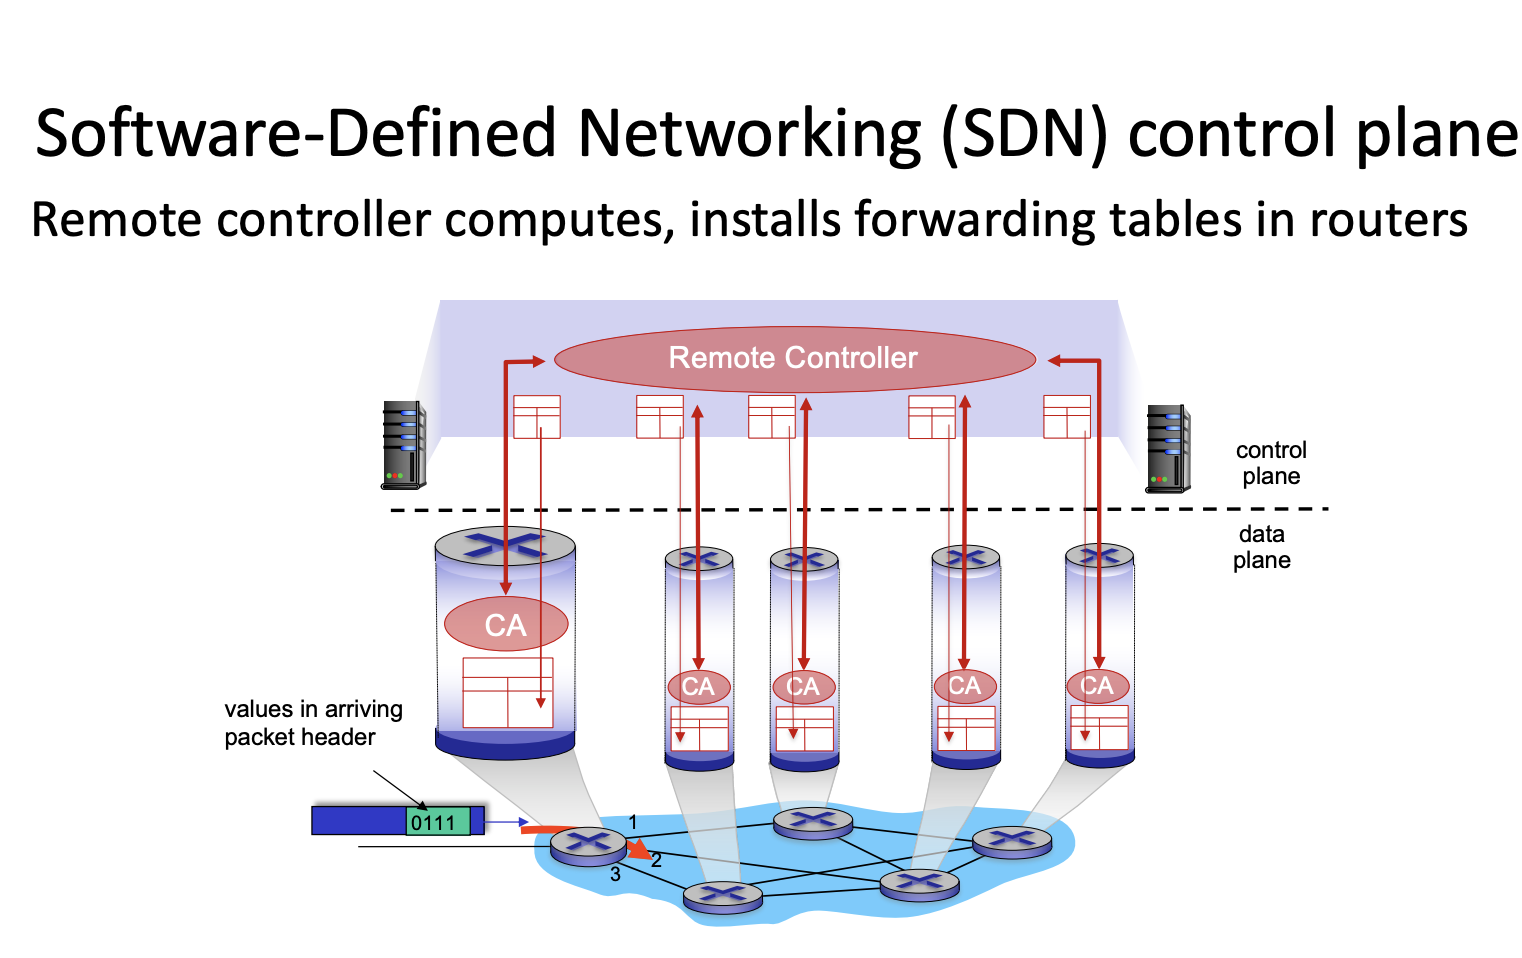 Software-Defined Networking (SDN) control plane
Remote controller computes, installs forwarding tables in routers
Remote Controller
control
plane
data
plane
CA
CA
CA
CA
CA
values in arriving
packet header
0111
1
2
3